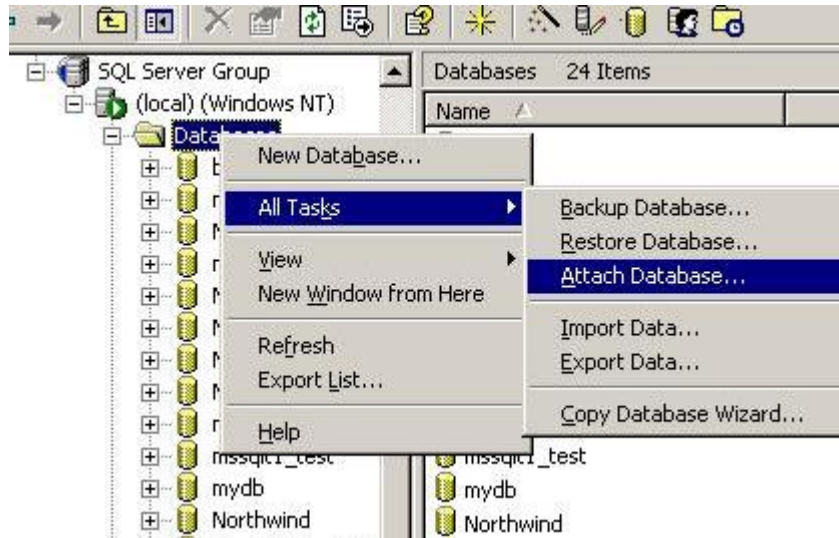 SQL Server Group
(local) (Windows NT)
Databases
New Database...
All Tasks
View
New Window from Here
Refresh
Export List...
Help
mydb
Northwind
Databases 24 Items
Name
Backup Database...
Restore Database...
Attach Database...
Import Data...
Export Data...
Copy Database Wizard...
mydb
Northwind